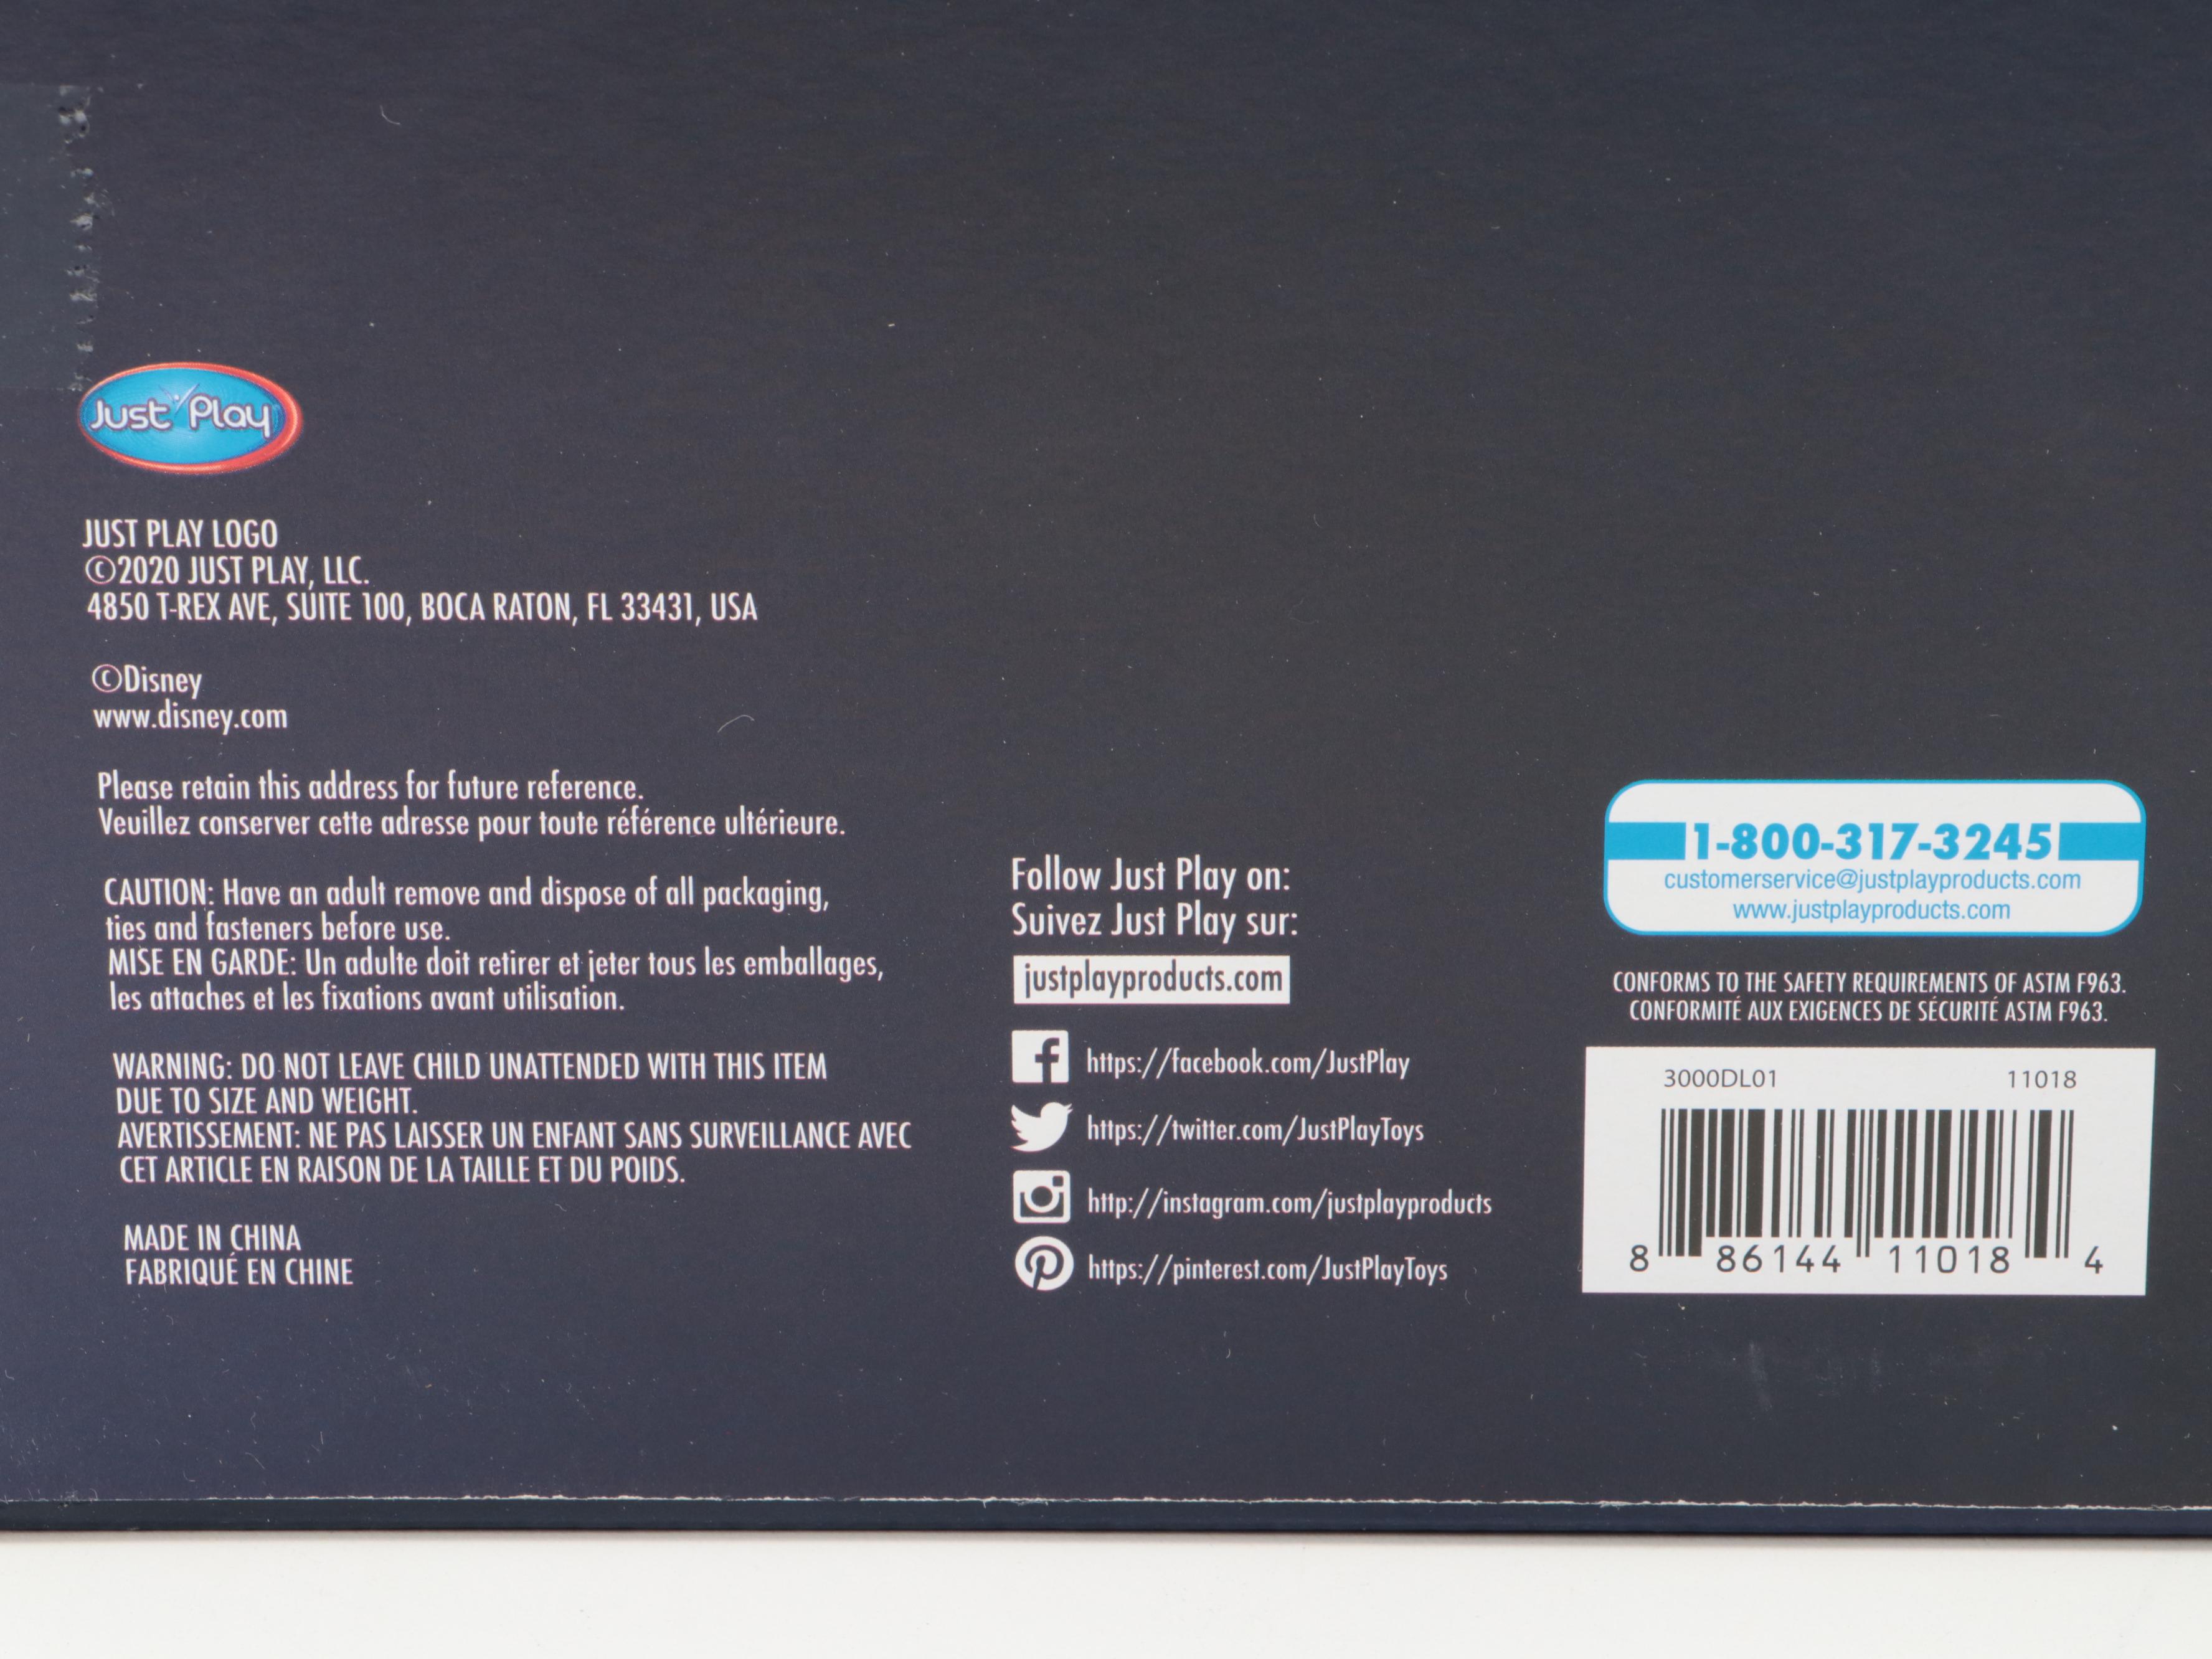 Just Play
JUST PLAY LOGO
©2020 JUST PLAY, LLC.
4850 T-REX AVE, SUITE 100, BOCA RATON, FL 33431, USA
©Disney
www.disney.com
Please retain this address for future reference.
Veuillez conserver cette adresse pour toute référence ultérieure.
CAUTION: Have an adult remove and dispose of all packaging,
ties and fasteners before use.
MISE EN GARDE: Un adulte doit retirer et jeter tous les emballages,
les attaches et les fixations avant utilisation.
WARNING: DO NOT LEAVE CHILD UNATTENDED WITH THIS ITEM
DUE TO SIZE AND WEIGHT.
AVERTISSEMENT: NE PAS LAISSER UN ENFANT SANS SURVEILLANCE AVEC
CET ARTICLE EN RAISON DE LA TAILLE ET DU POIDS.
MADE IN CHINA
FABRIQUÉ EN CHINE
Follow Just Play on:
Suivez Just Play sur:
justplayproducts.com
https://facebook.com/JustPlay
https://twitter.com/JustPlayToys
http://instagram.com/justplayproducts
https://pinterest.com/JustPlayToys
1-800-317-3245
customerservice@justplayproducts.com
www.justplayproducts.com
CONFORMS TO THE SAFETY REQUIREMENTS OF ASTM F963.
CONFORMITÉ AUX EXIGENCES DE SÉCURITÉ ASTM F963.
3000DL01 11018
8 86144 11018 4